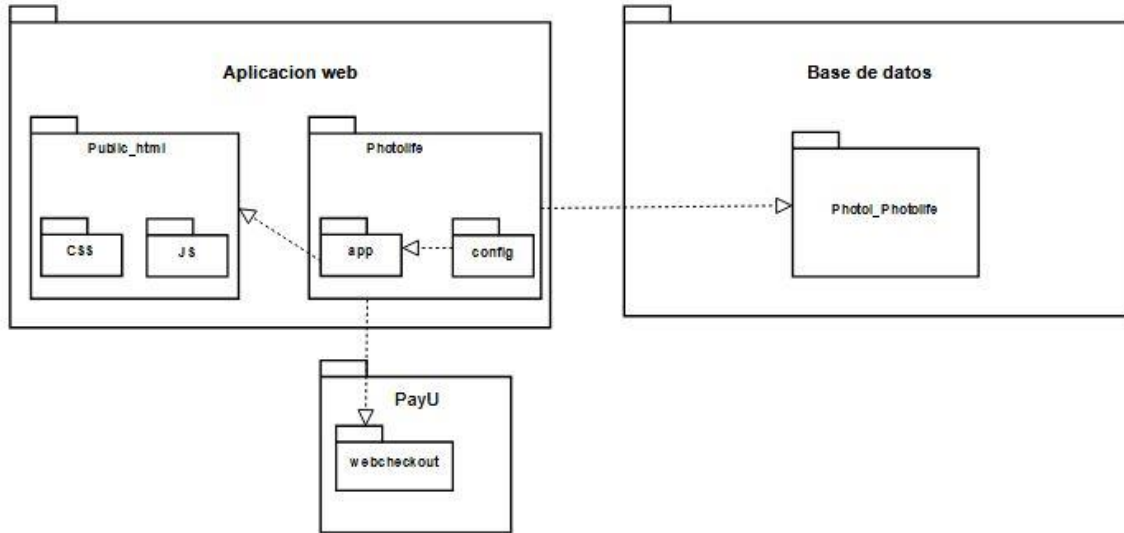 Aplicacion web
Base de datos
Public_html
Photolife
CSS
JS
app
config
Photol_Photolife
PayU
webcheckout